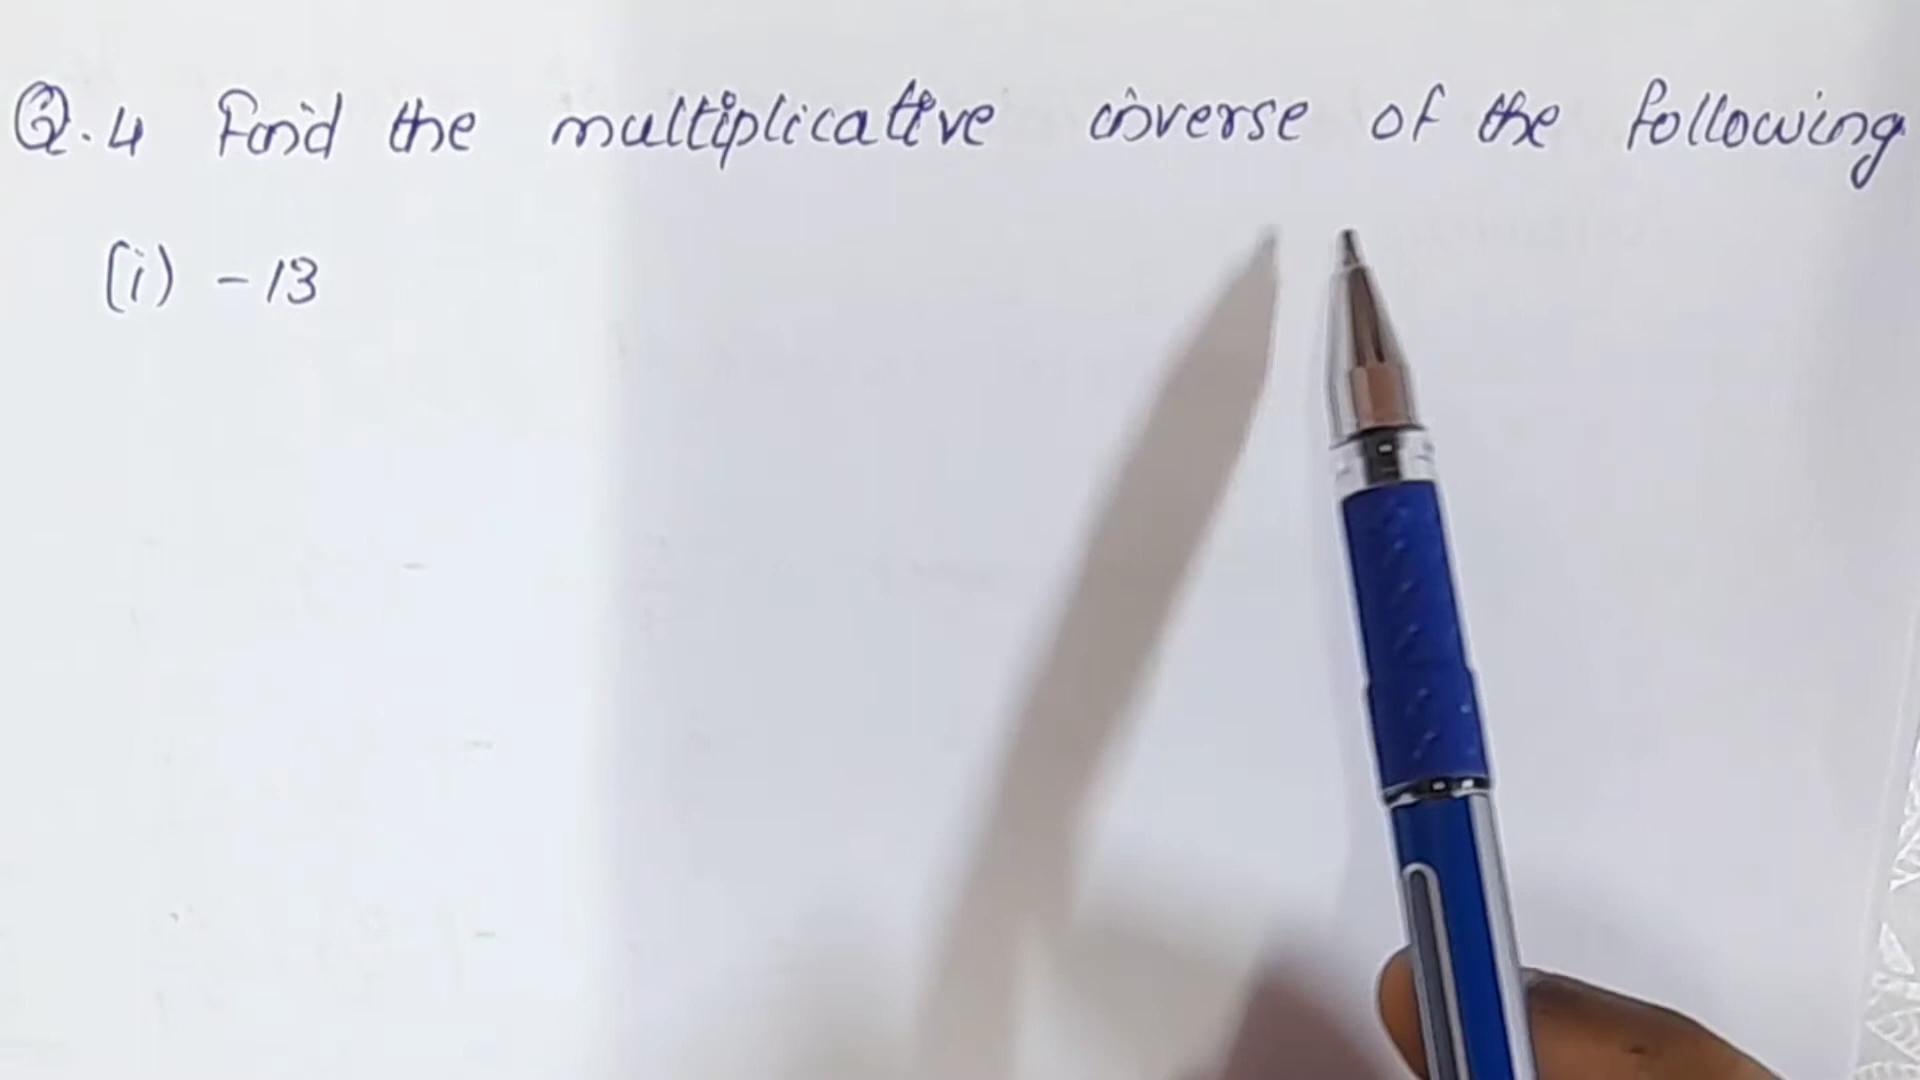 Q.4 Find the multiplicative inverse of the following
(i) -13